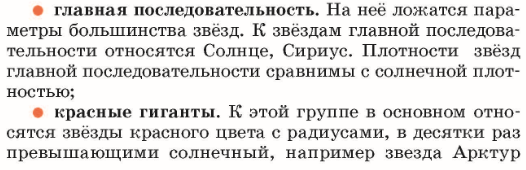 • главная последовательность. На неё ложатся пара-
метры большинства звёзд. К звёздам главной последова-
тельности относятся Солнце, Сириус. Плотности звёзд
главной последовательности сравнимы с солнечной плот-
ностью;
• красные гиганты. К этой группе в основном отно-
сятся звёзды красного цвета с радиусами, в десятки раз
превышающими солнечный, например звезда Арктур